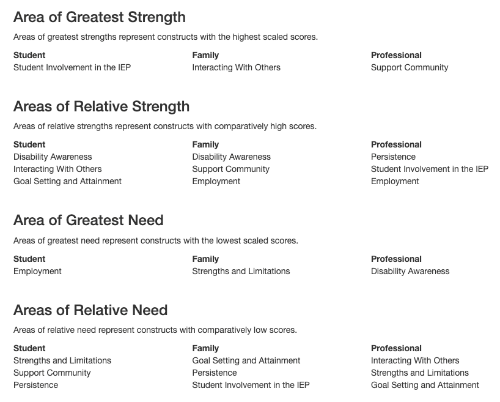 Area of Greatest Strength
Areas of greatest strengths represent constructs with the highest scaled scores.
Student Family Professional
Student Involvement in the IEP Interacting With Others Support Community
Areas of Relative Strength
Areas of relative strengths represent constructs with comparatively high scores.
Student Family Professional
Disability Awareness Disability Awareness Persistence
Interacting With Others Support Community Student Involvement in the IEP
Goal Setting and Attainment Employment Employment
Area of Greatest Need
Areas of greatest need represent constructs with the lowest scaled scores.
Student Family Professional
Employment Strengths and Limitations Disability Awareness
Areas of Relative Need
Areas of relative need represent constructs with comparatively low scores.
Student Family Professional
Strengths and Limitations Goal Setting and Attainment Interacting With Others
Support Community Persistence Strengths and Limitations
Persistence Student Involvement in the IEP Goal Setting and Attainment